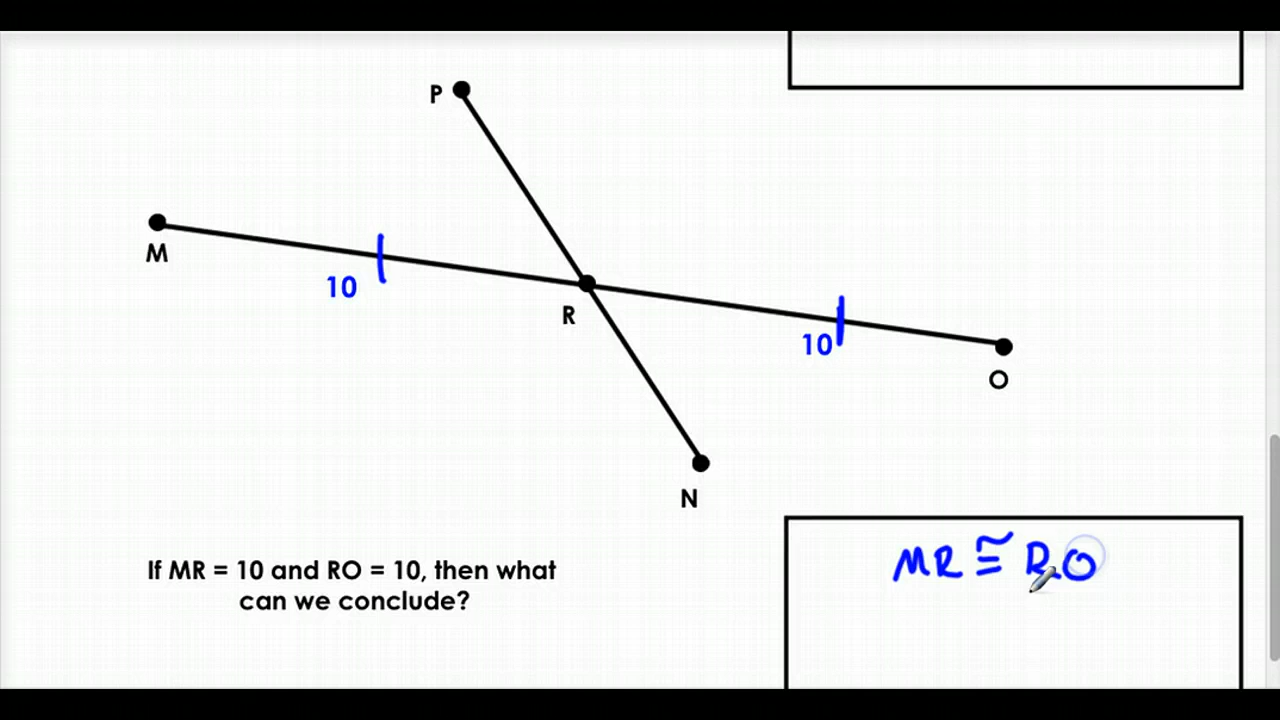 P
M
10
R
10
O
N
If MR = 10 and RO = 10, then what
can we conclude?
MR ≅ RO